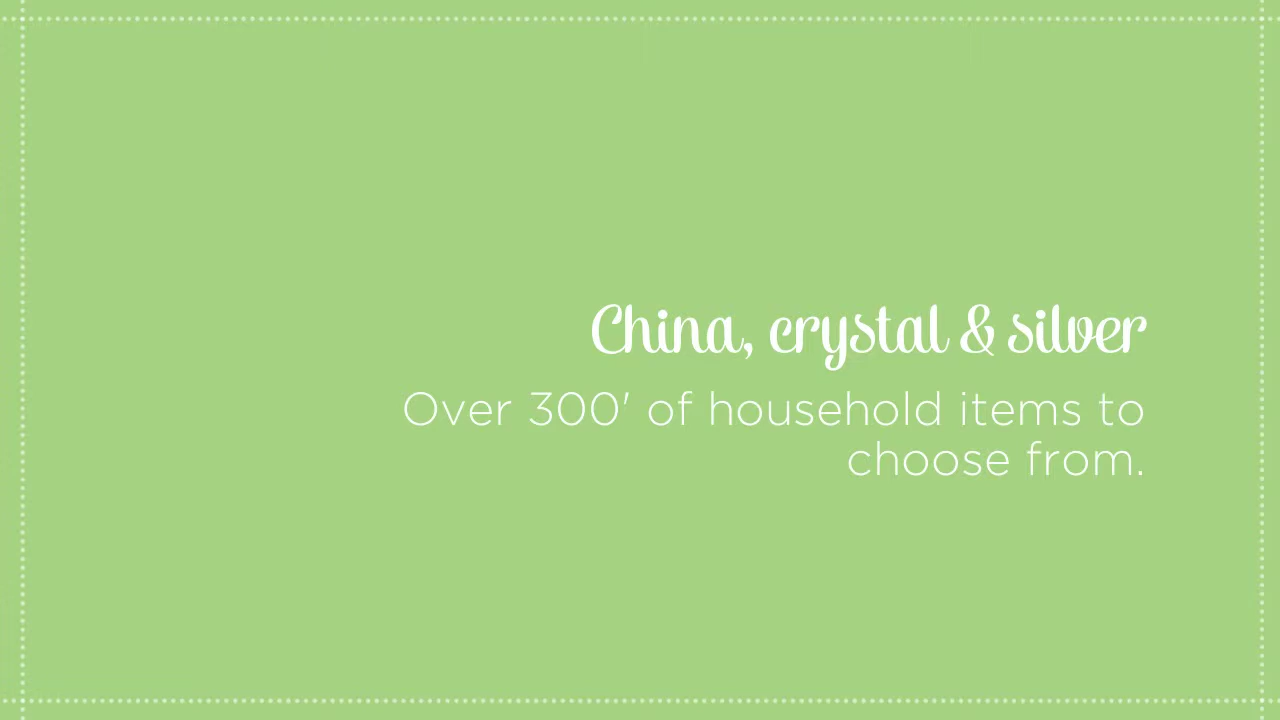 China, crystal & silver
Over 300' of household items to
choose from.